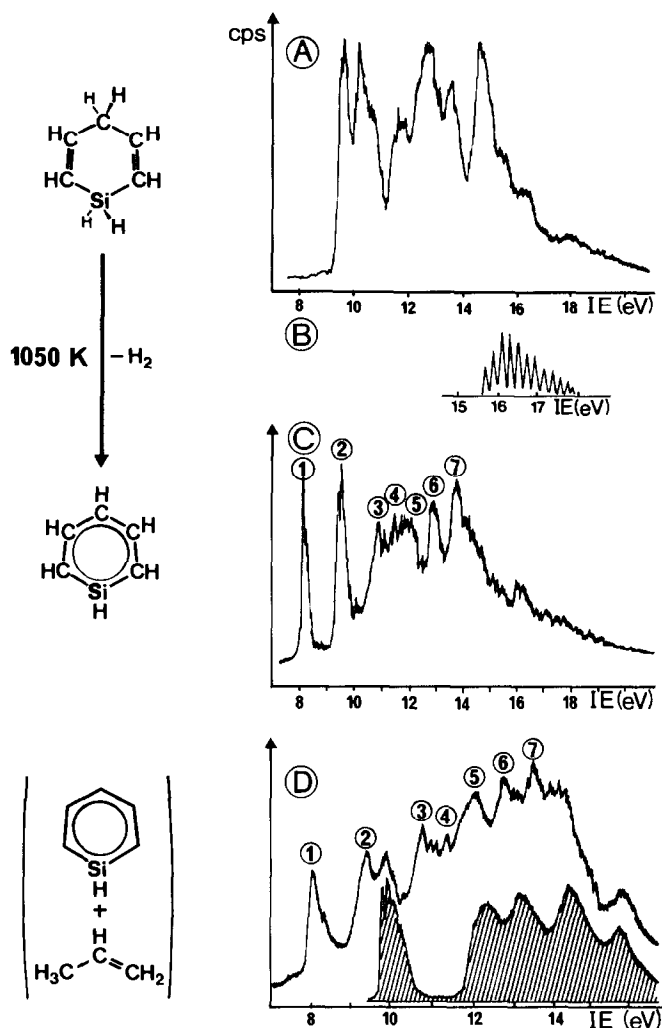 cps
Ⓐ
H H
C
HC CH
HC CH
Si
H H
8 10 12 14 16 18 IE(eV)
1050 K –H₂
Ⓑ
15 16 17 IE(eV)
Ⓒ
① ② ③ ④ ⑤ ⑥ ⑦
H
C
HC CH
HC CH
Si
H
8 10 12 14 16 18 IE(eV)
Ⓓ
① ② ③ ④ ⑤ ⑥ ⑦
Si
H
+
H
H₃C C CH₂
8 10 12 14 IE(eV)